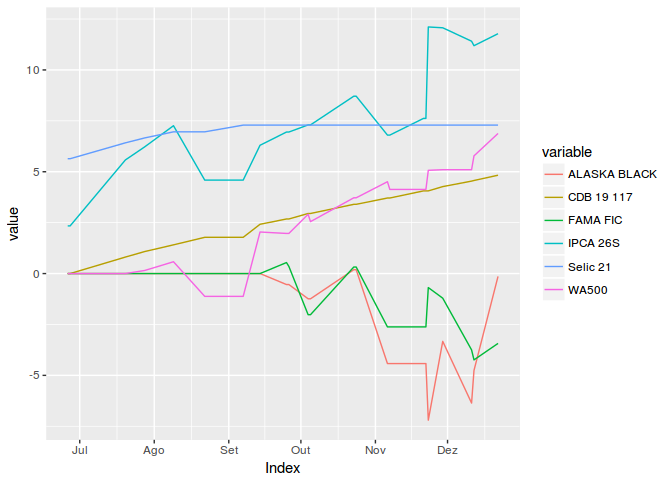 10
5
0
-5
value
Jul Ago Set Out Nov Dez
Index
variable
ALASKA BLACK
CDB 19 117
FAMA FIC
IPCA 26S
Selic 21
WA500